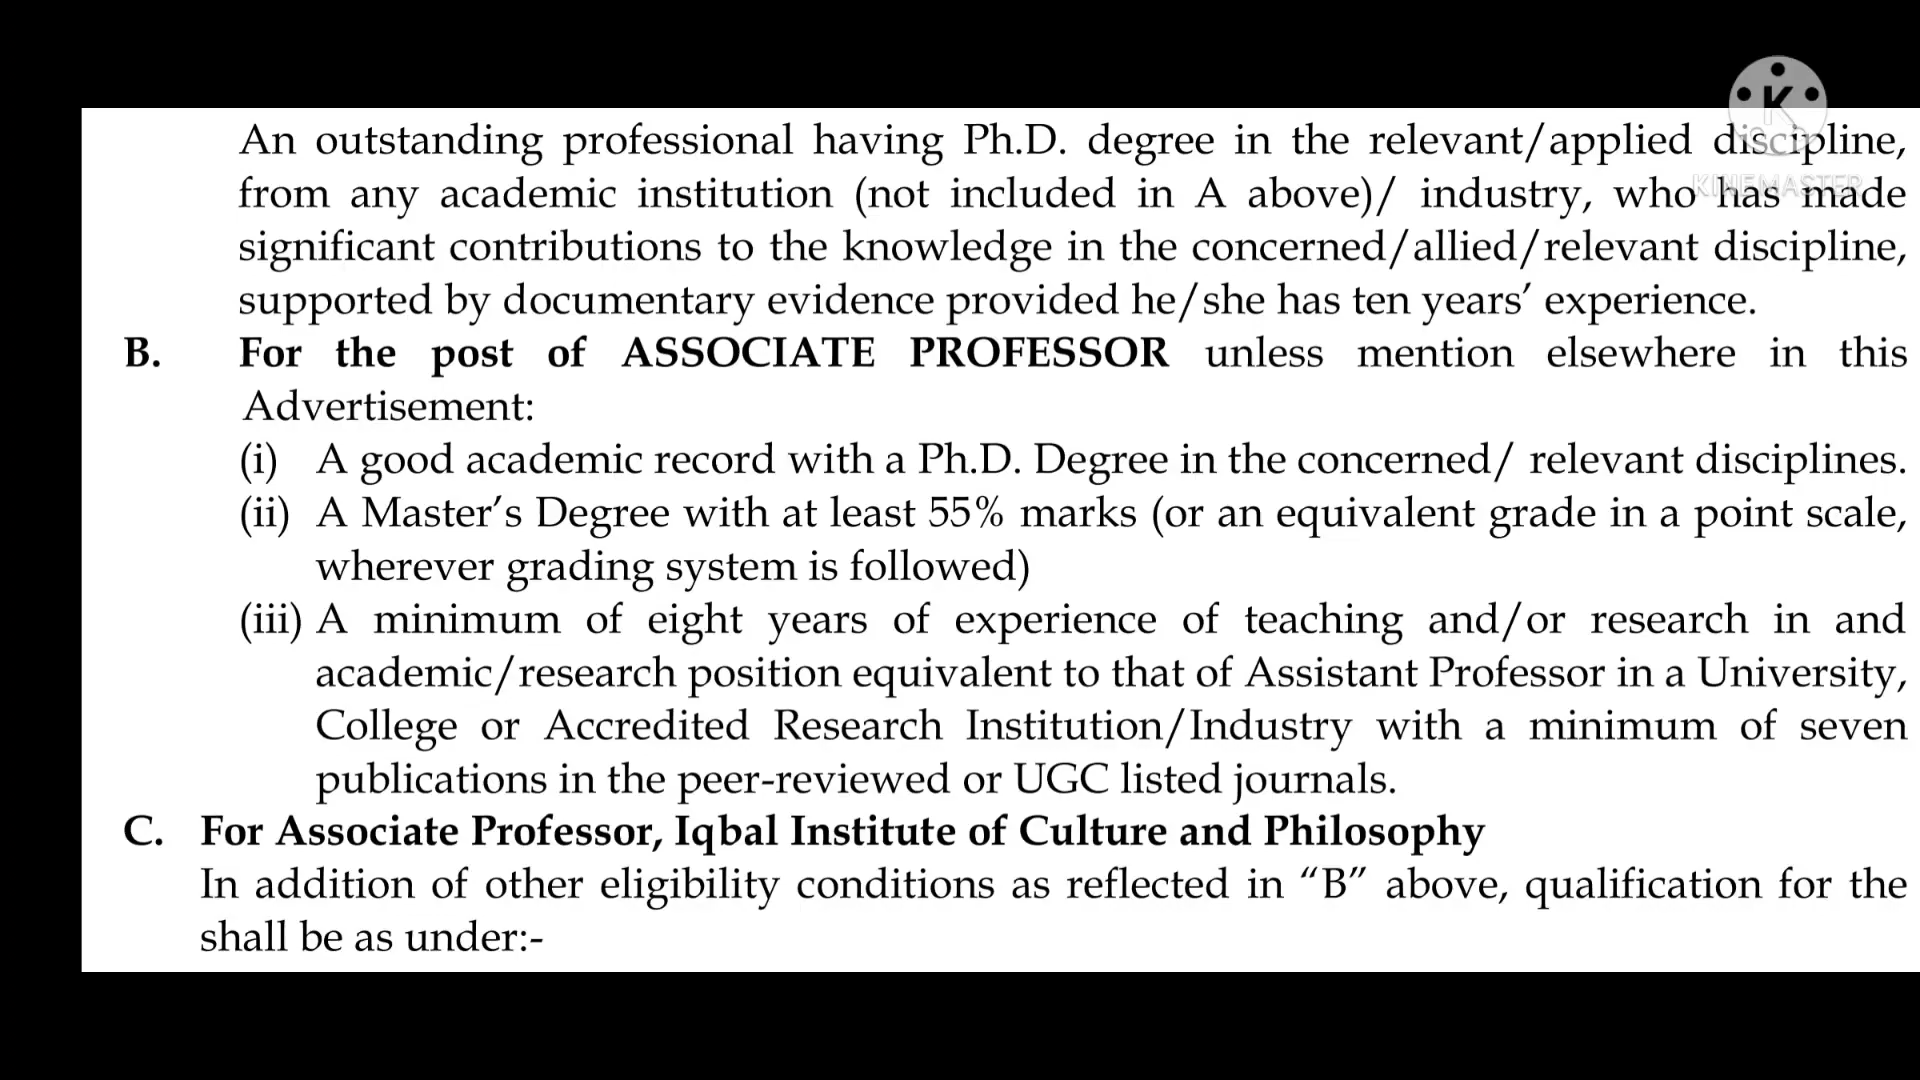 An outstanding professional having Ph.D. degree in the relevant/applied discipline,
from any academic institution (not included in A above)/ industry, who has made
significant contributions to the knowledge in the concerned/allied/relevant discipline,
supported by documentary evidence provided he/she has ten years’ experience.
B. For the post of ASSOCIATE PROFESSOR unless mention elsewhere in this
Advertisement:
(i) A good academic record with a Ph.D. Degree in the concerned/ relevant disciplines.
(ii) A Master’s Degree with at least 55% marks (or an equivalent grade in a point scale,
wherever grading system is followed)
(iii) A minimum of eight years of experience of teaching and/or research in and
academic/research position equivalent to that of Assistant Professor in a University,
College or Accredited Research Institution/Industry with a minimum of seven
publications in the peer-reviewed or UGC listed journals.
C. For Associate Professor, Iqbal Institute of Culture and Philosophy
In addition of other eligibility conditions as reflected in “B” above, qualification for the
shall be as under:-
K
KINEMASTER